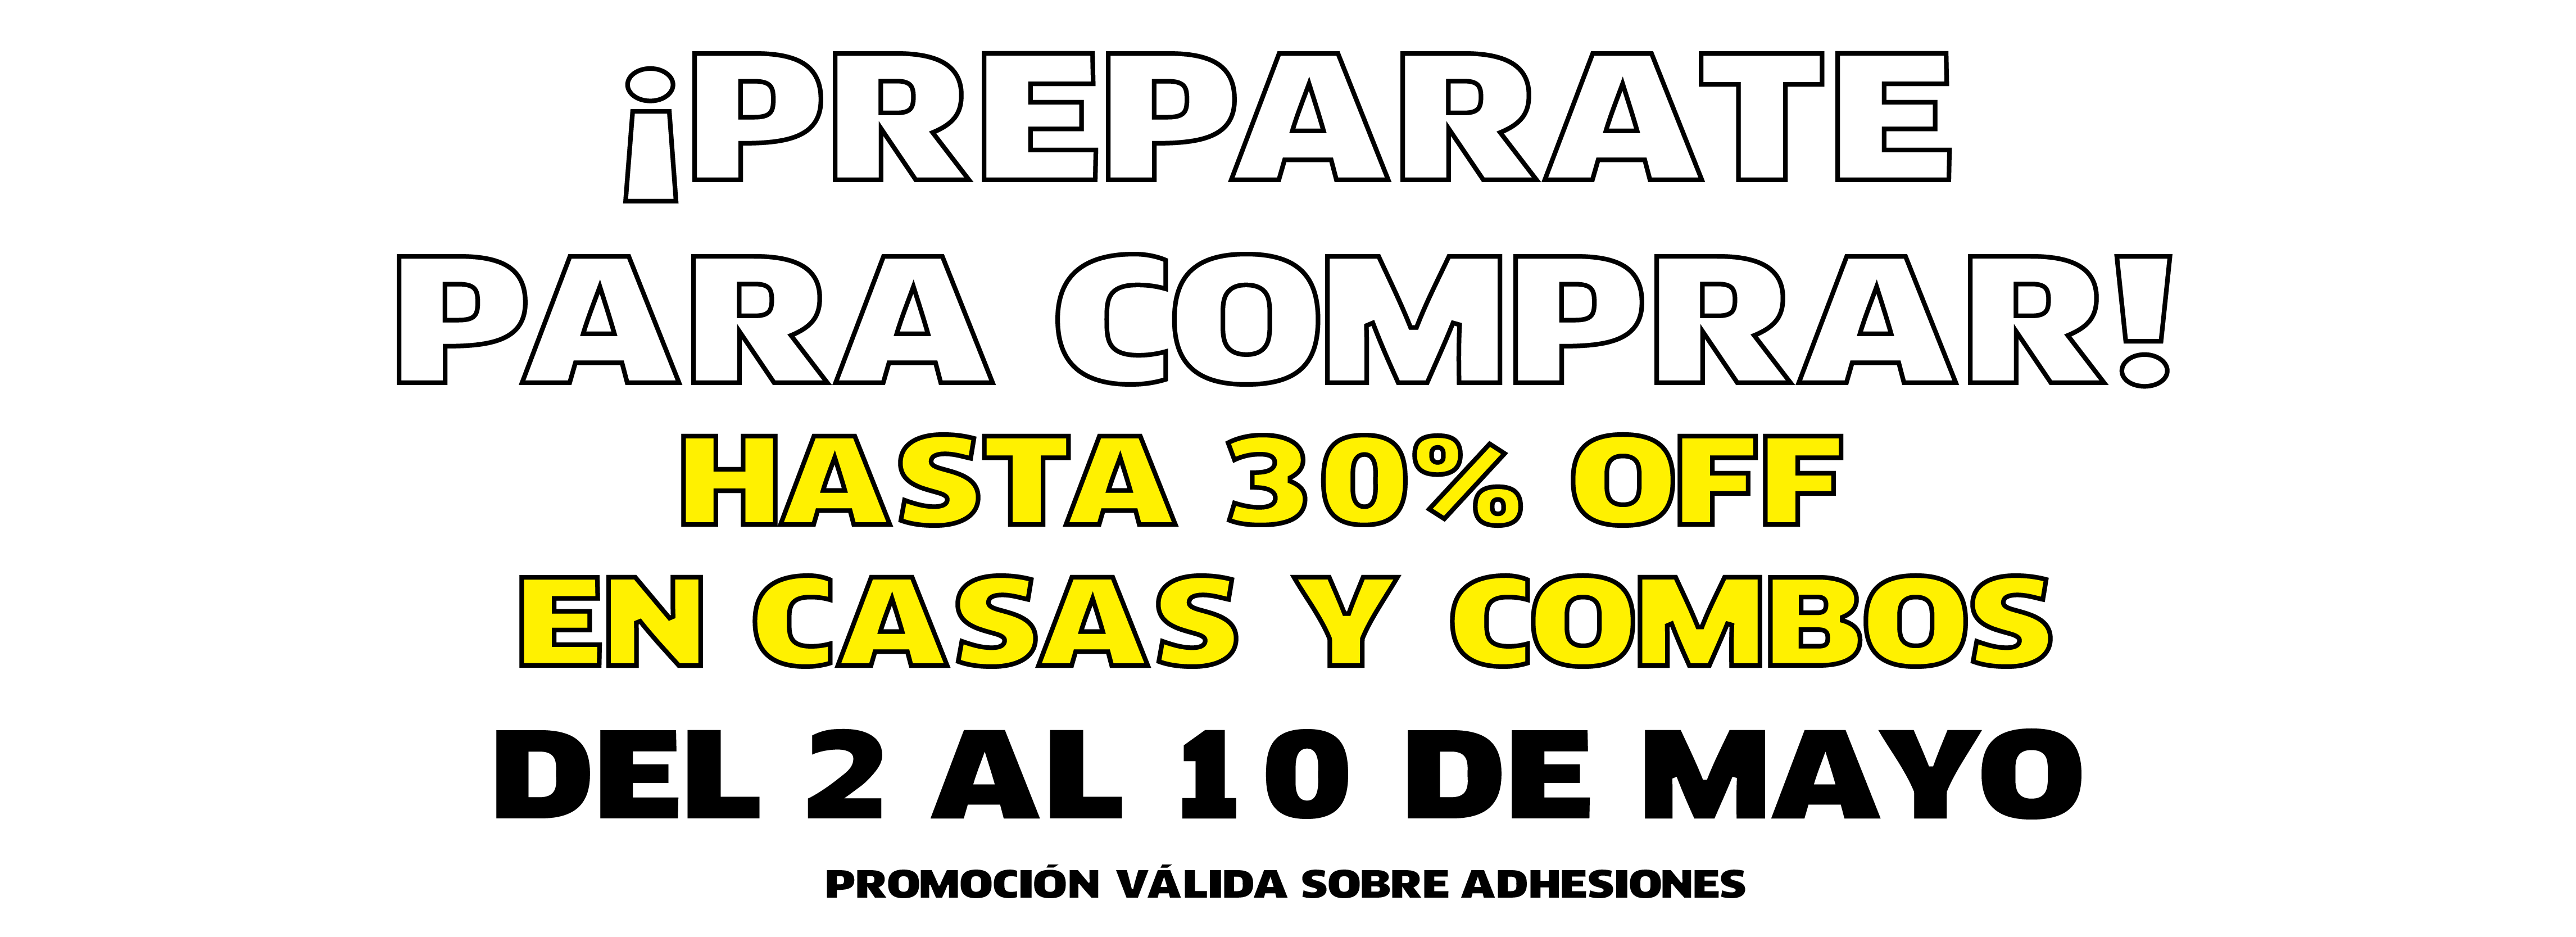 ¡PREPARATE
PARA COMPRAR!
HASTA 30% OFF
EN CASAS Y COMBOS
DEL 2 AL 10 DE MAYO
PROMOCIÓN VÁLIDA SOBRE ADHESIONES